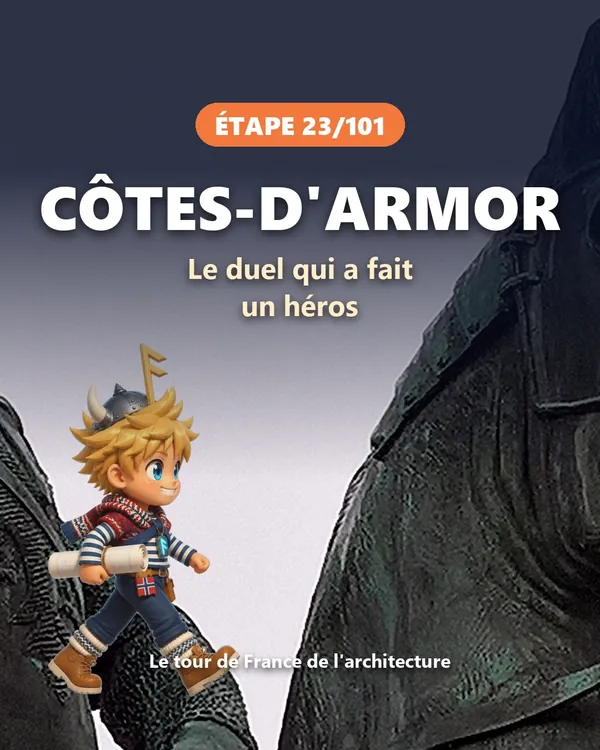 ÉTAPE 23/101
CÔTES-D'ARMOR
Le duel qui a fait
un héros
Le tour de France de l'architecture